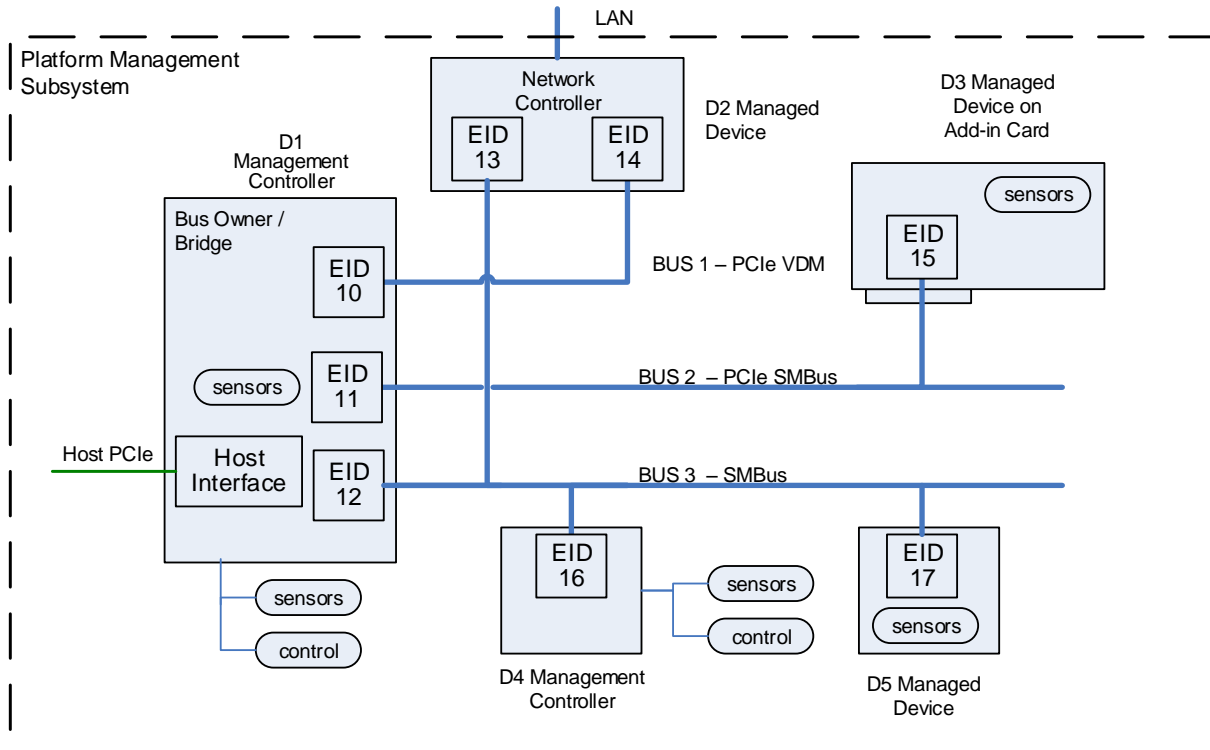 LAN
Platform Management
Subsystem
Network
Controller
EID
13
EID
14
D2 Managed
Device
D3 Managed
Device on
Add-in Card
sensors
EID
15
D1
Management
Controller
Bus Owner /
Bridge
EID
10
BUS 1 – PCIe VDM
sensors
EID
11
BUS 2 – PCIe SMBus
Host PCIe
Host
Interface
EID
12
BUS 3 – SMBus
sensors
control
EID
16
sensors
control
D4 Management
Controller
EID
17
sensors
D5 Managed
Device